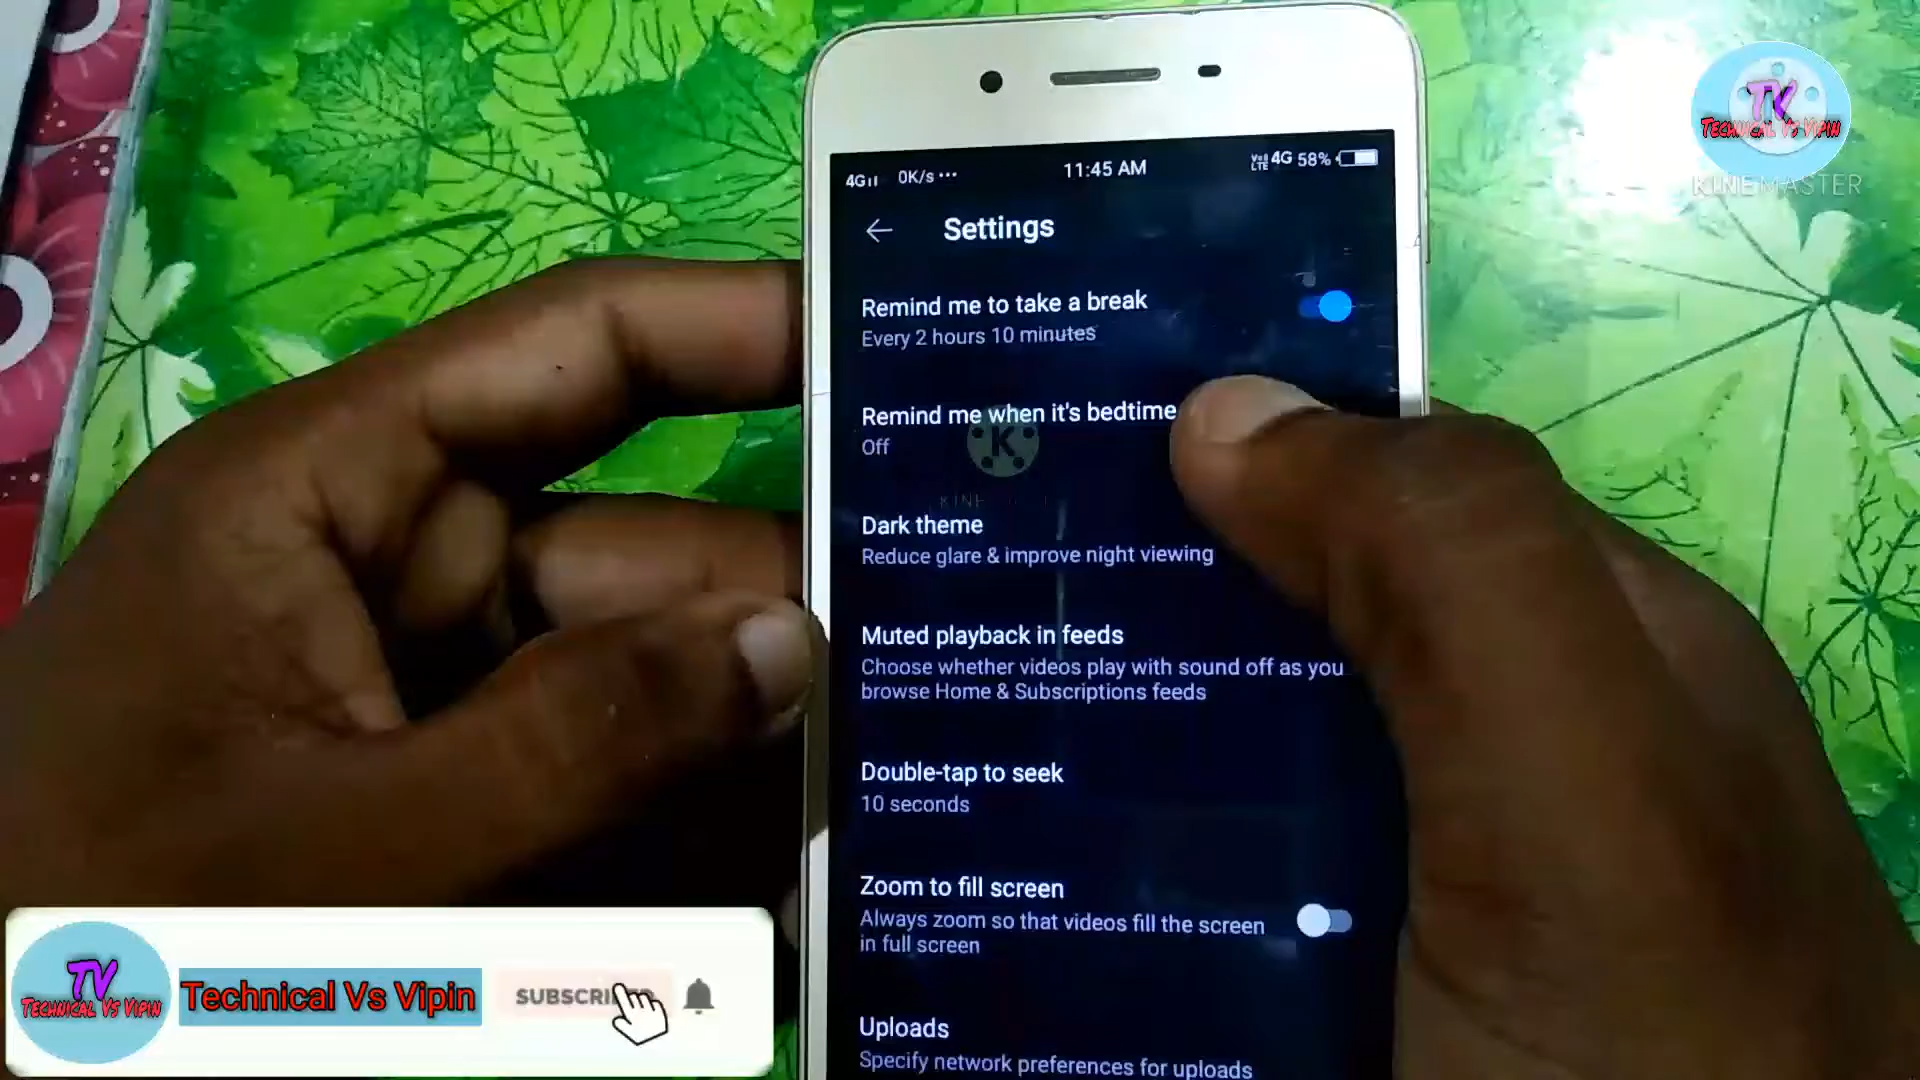 TV
Technical Vs Vipin
KINEMASTER
4G 0K/s ... 11:45 AM VoLTE 4G 58%
Settings
Remind me to take a break
Every 2 hours 10 minutes
Remind me when it's bedtime
Off
K
KINE
Dark theme
Reduce glare & improve night viewing
Muted playback in feeds
Choose whether videos play with sound off as you
browse Home & Subscriptions feeds
Double-tap to seek
10 seconds
Zoom to fill screen
Always zoom so that videos fill the screen
in full screen
Uploads
Specify network preferences for uploads
TV
Technical Vs Vipin
Technical Vs Vipin
SUBSCRIBED